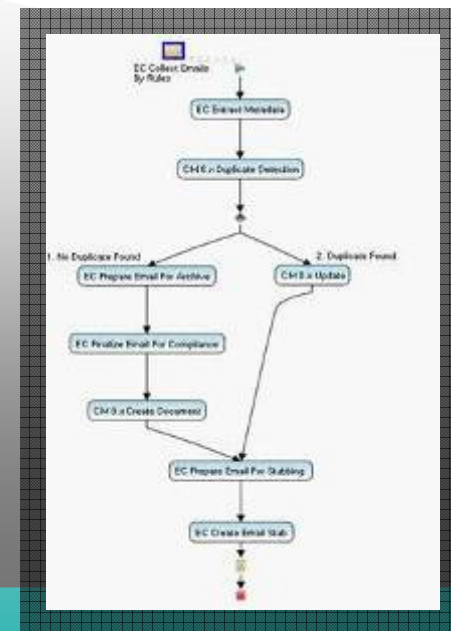 EC Collect Emails
By Rules
EC Extract Metadata
CM 8.x Duplicate Detection
1. No Duplicate Found
2. Duplicate Found
EC Prepare Email For Archive
CM 8.x Update
EC Finalize Email For Compliance
CM 8.x Create Document
EC Prepare Email For Stubbing
EC Create Email Stub